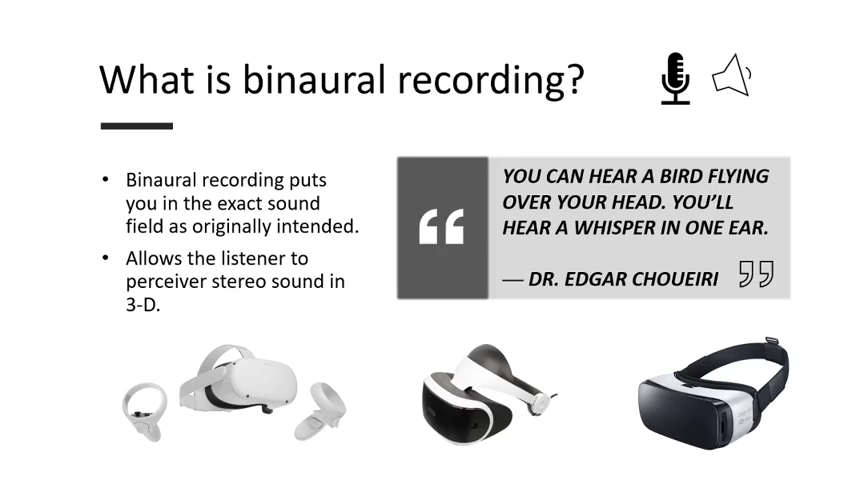 What is binaural recording?
• Binaural recording puts
you in the exact sound
field as originally intended.
• Allows the listener to
perceiver stereo sound in
3-D.
“
YOU CAN HEAR A BIRD FLYING
OVER YOUR HEAD. YOU’LL
HEAR A WHISPER IN ONE EAR.
— DR. EDGAR CHOUEIRI ”